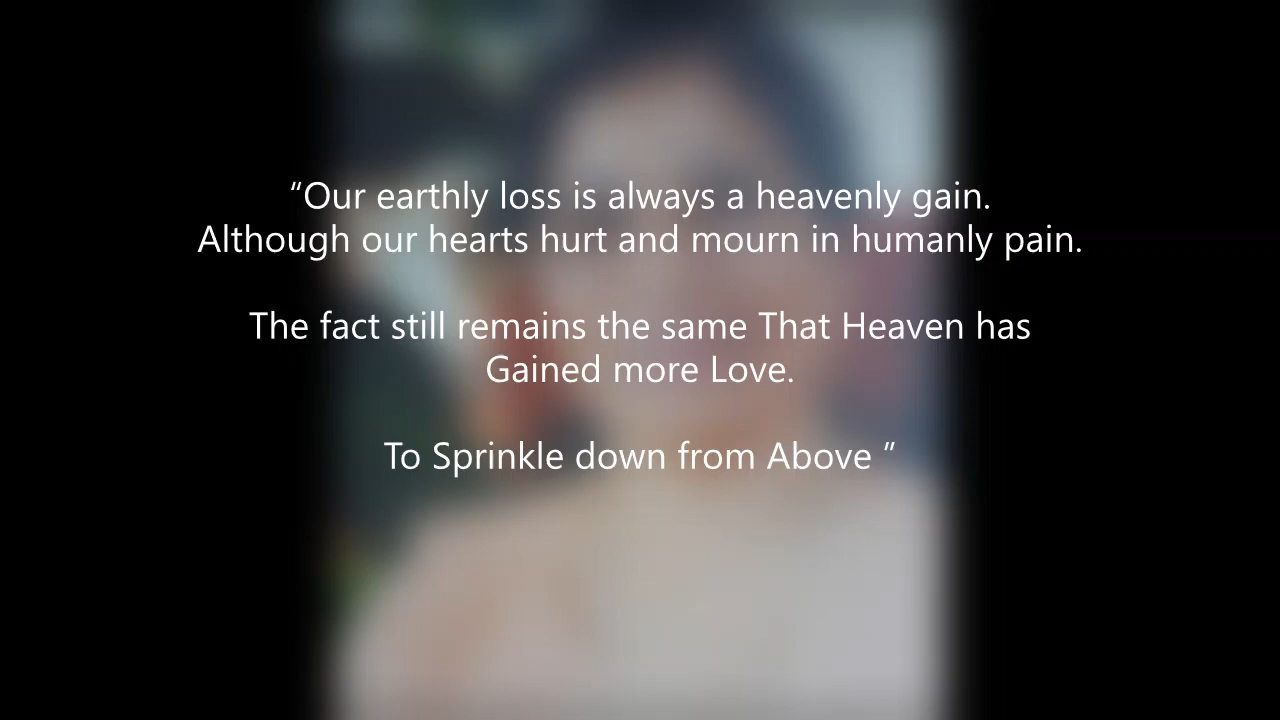 “Our earthly loss is always a heavenly gain.
Although our hearts hurt and mourn in humanly pain.
The fact still remains the same That Heaven has
Gained more Love.
To Sprinkle down from Above ”